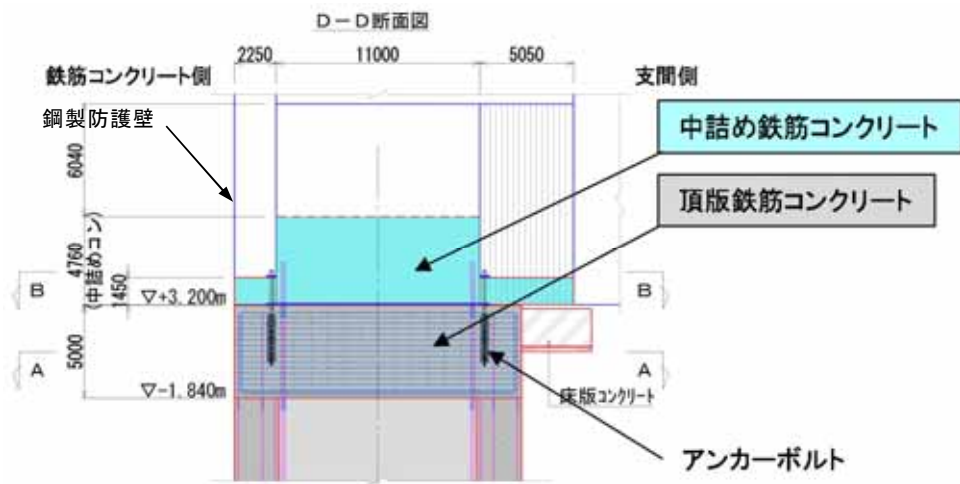 D－D断面図
2250
11000
5050
鉄筋コンクリート側
支間側
鋼製防護壁
中詰め鉄筋コンクリート
6040
頂版鉄筋コンクリート
4760
(中詰めコン)
1450
B
B
▽+3.200m
5000
A
A
▽-1.840m
床版コンクリート
アンカーボルト